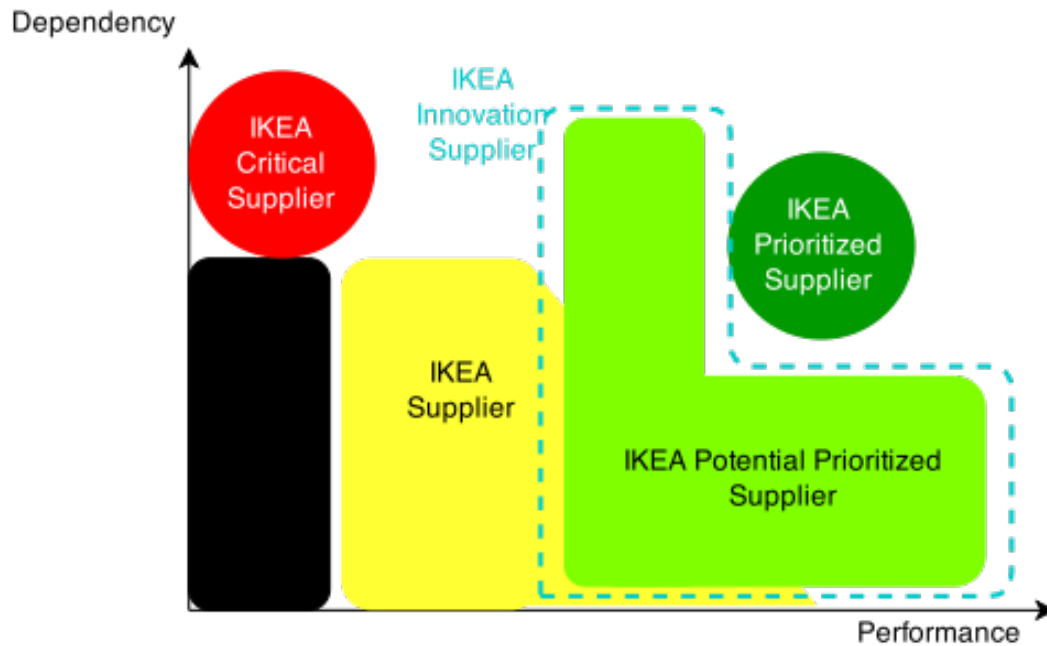 Dependency
IKEA
Critical
Supplier
IKEA
Innovation
Supplier
IKEA
Prioritized
Supplier
IKEA
Supplier
IKEA Potential Prioritized
Supplier
Performance